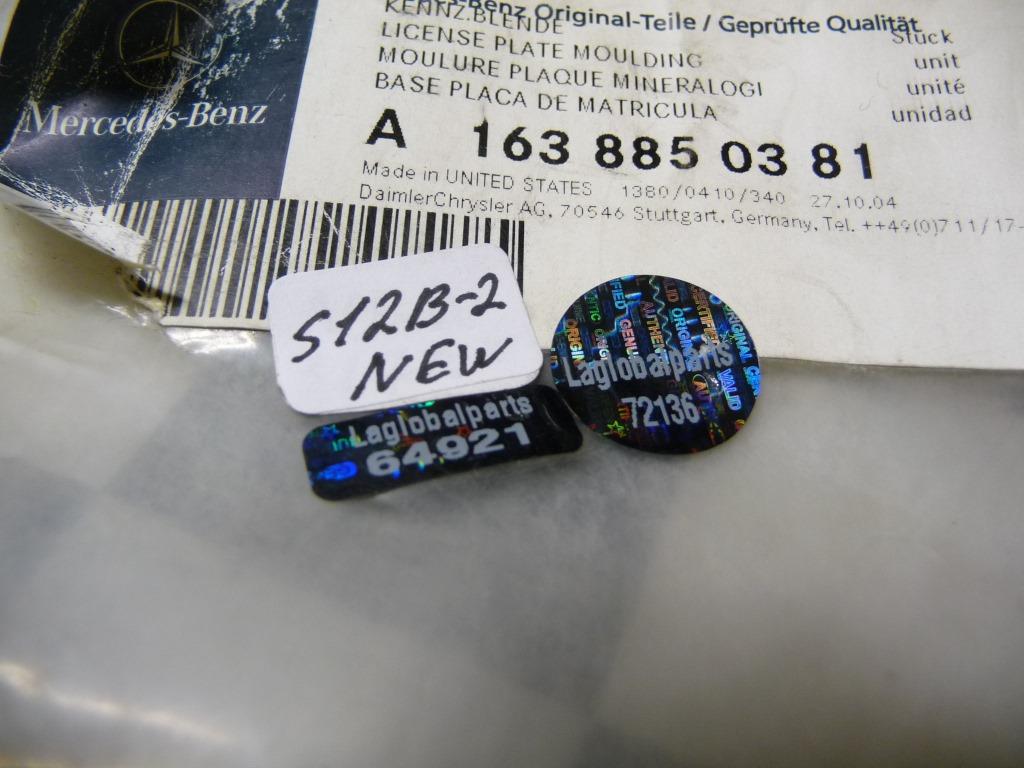 Mercedes-Benz
-Benz Original-Teile / Geprüfte Qualität
KENNZ.BLENDE Stück
LICENSE PLATE MOULDING unit
MOULURE PLAQUE MINERALOGI unité
BASE PLACA DE MATRICULA unidad
A 163 885 03 81
Made in UNITED STATES 1380/0410/340 27.10.04
DaimlerChrysler AG, 70546 Stuttgart, Germany, Tel. ++49(0)711/17-
S12B-2
NEW
Laglobalparts
72136
Laglobalparts
64921